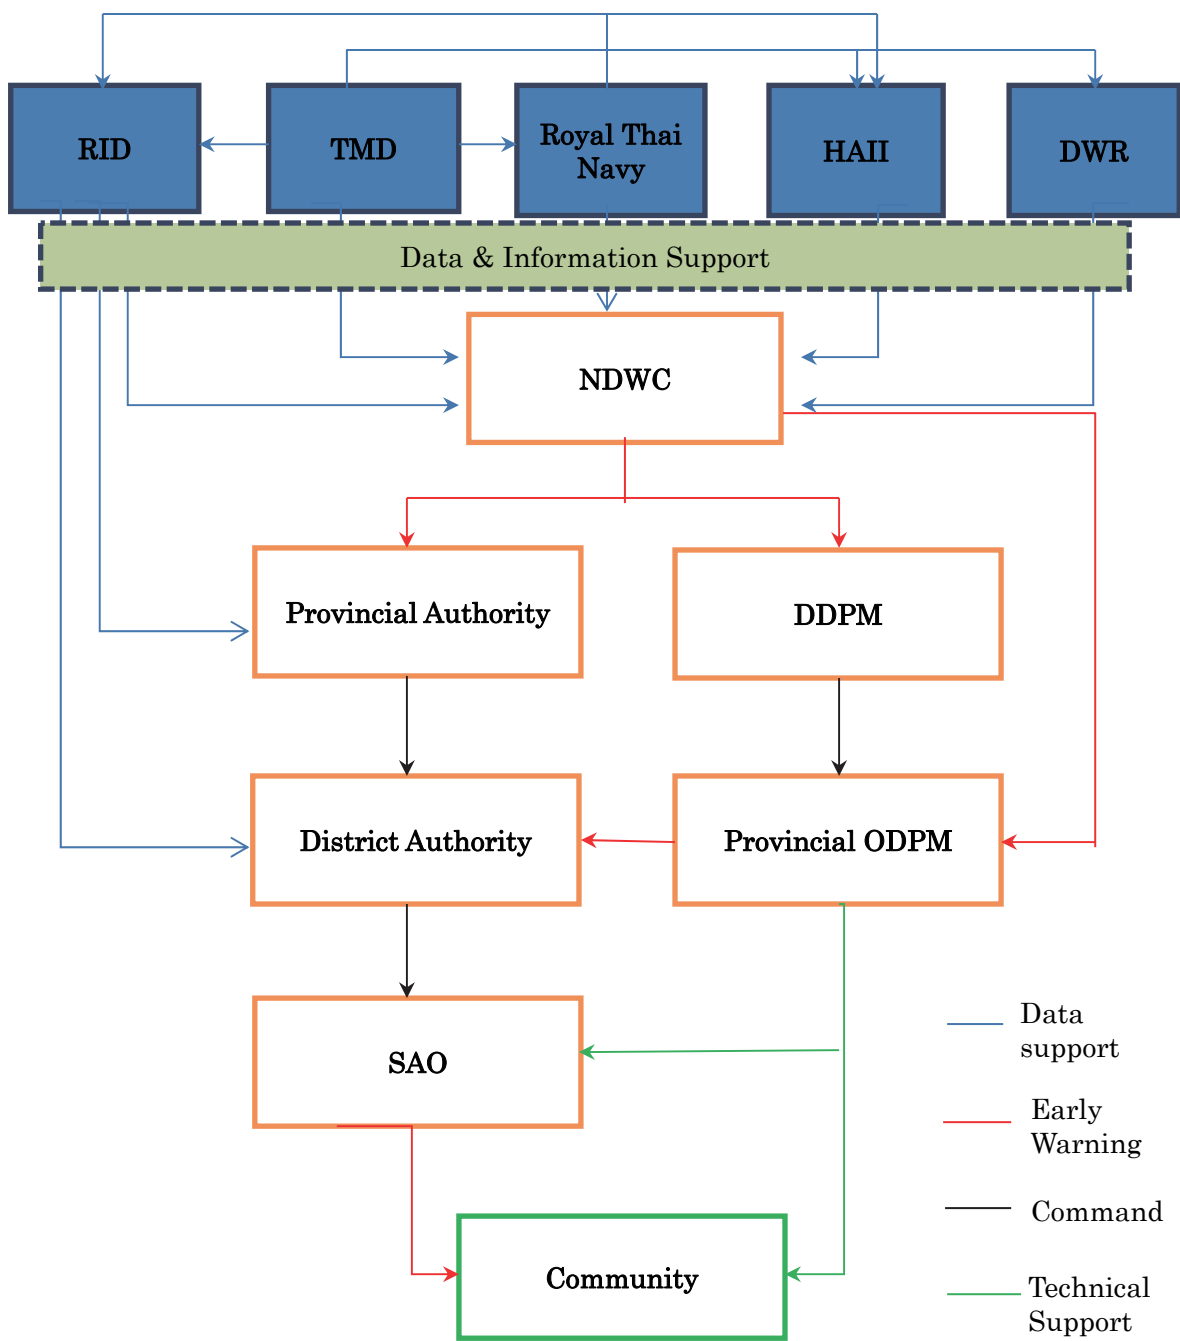 RID
TMD
Royal Thai
Navy
HAII
DWR
Data & Information Support
NDWC
Provincial Authority
DDPM
District Authority
Provincial ODPM
SAO
Community
Data
support
Early
Warning
Command
Technical
Support